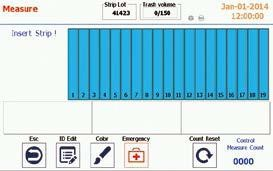 Measure
Strip Lot
4L423
Trash volume
0/150
Jan-01-2014
12:00:00
Insert Strip !
1 2 3 4 5 6 7 8 9 10 11 12 13 14 15 16 17 18 19
Esc
ID Edit
Color
Emergency
Count Reset
Control
Measure Count
0000